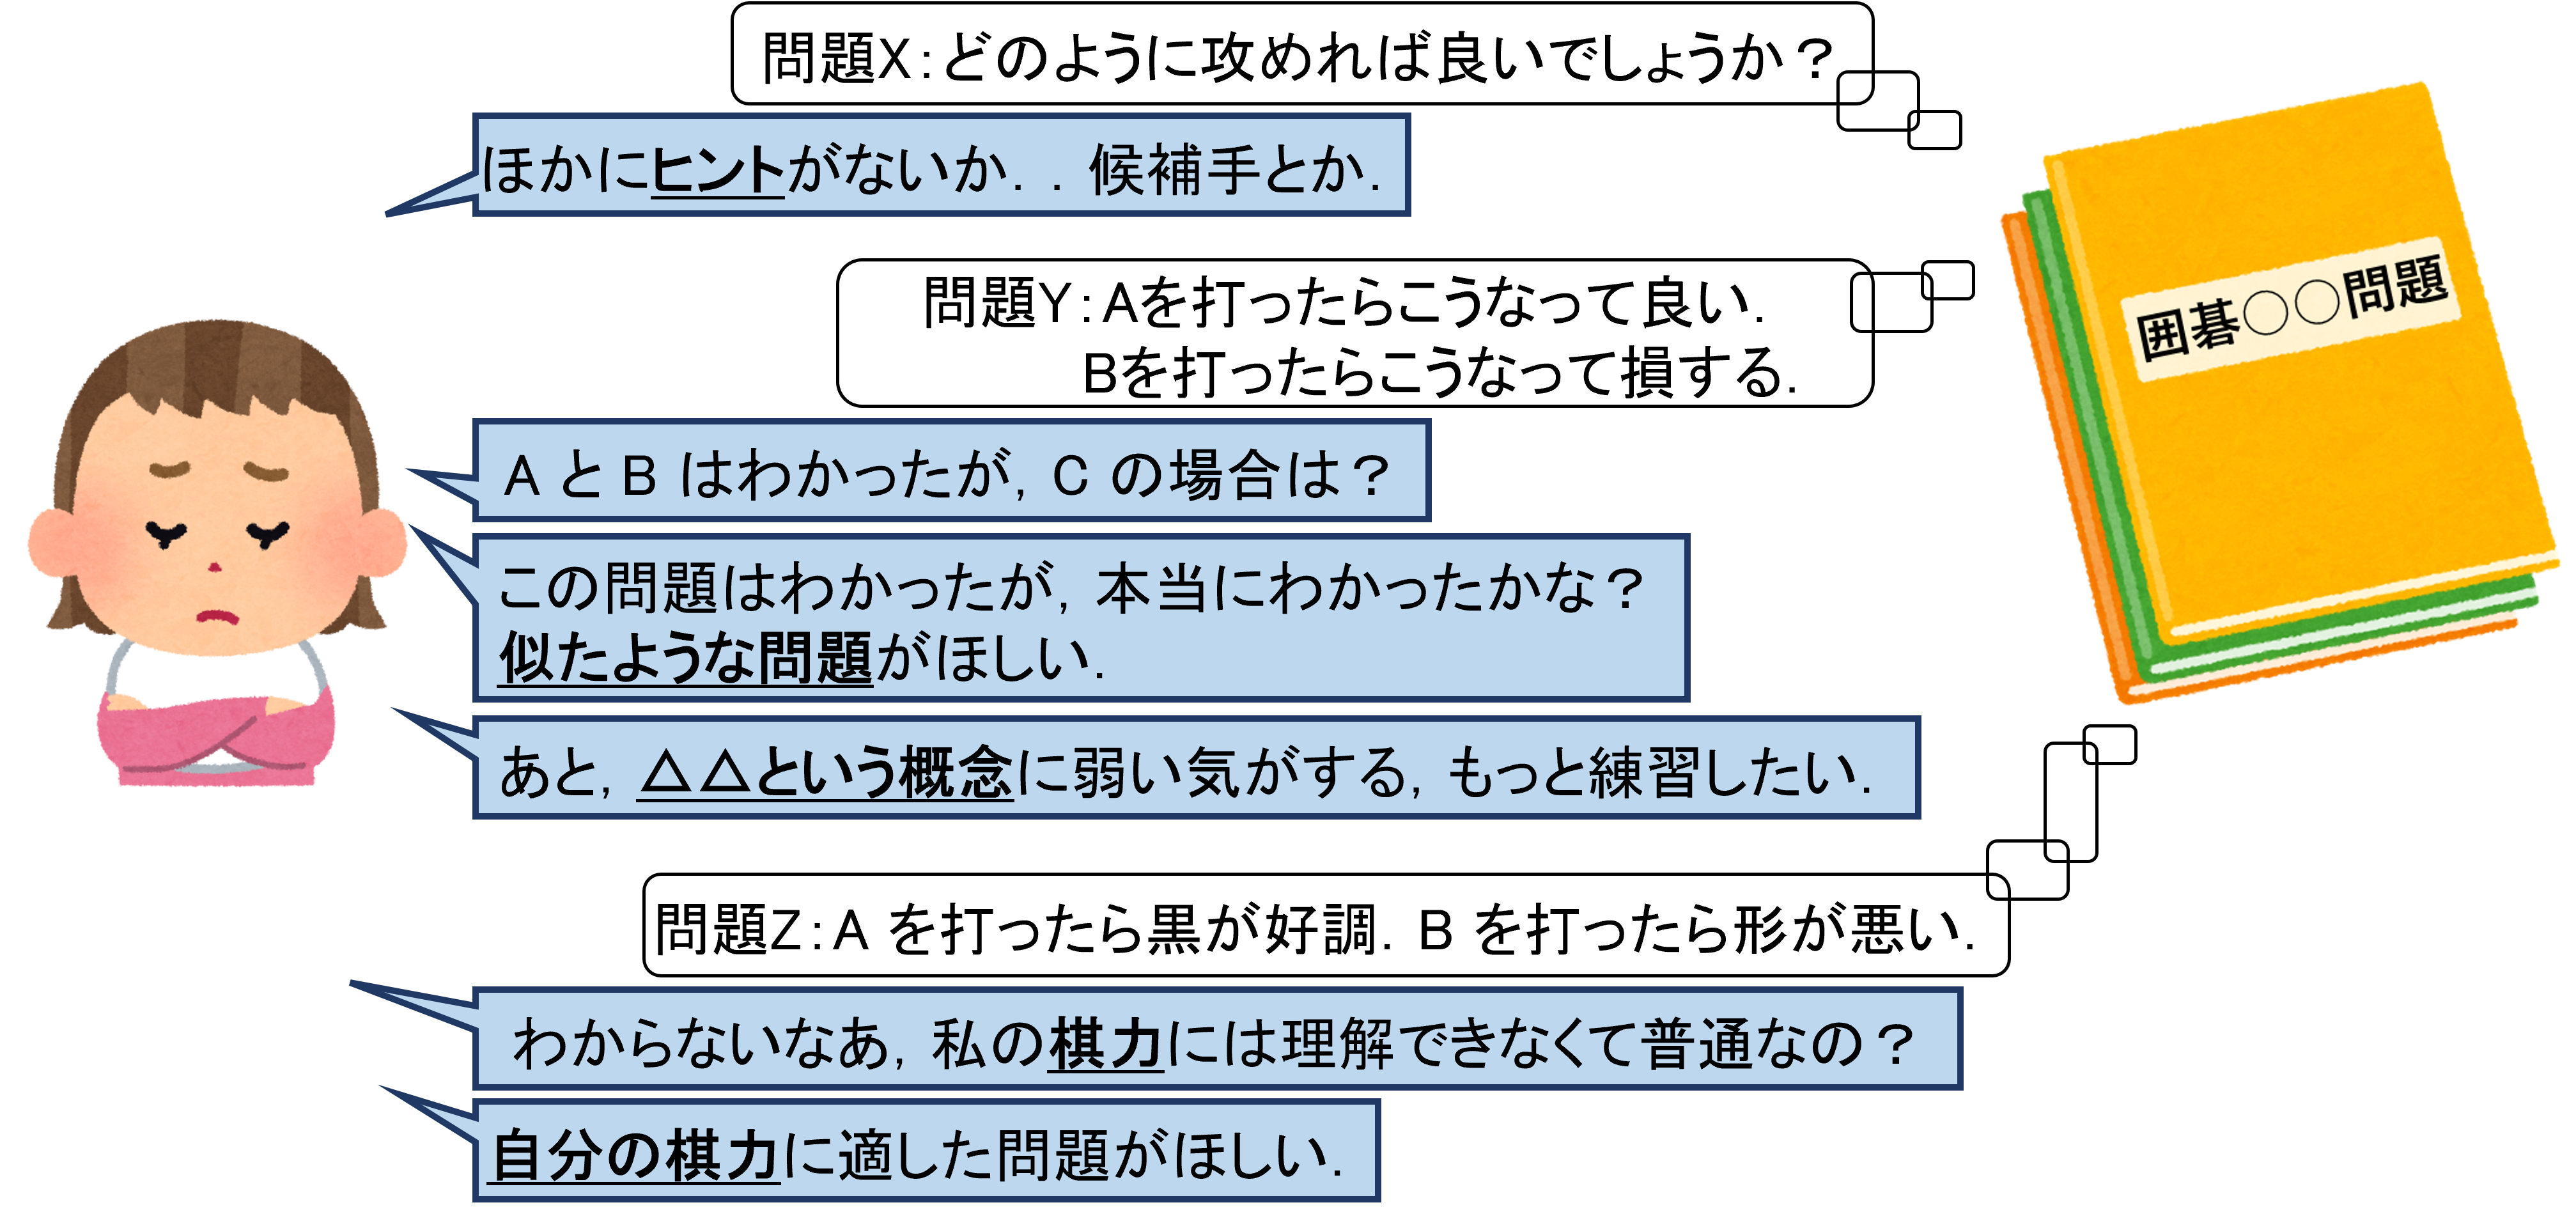 問題X：どのように攻めれば良いでしょうか？
ほかにヒントがないか．．候補手とか．
問題Y：Aを打ったらこうなって良い．
Bを打ったらこうなって損する．
囲碁○○問題
A と B はわかったが，C の場合は？
この問題はわかったが，本当にわかったかな？
似たような問題がほしい．
あと，△△という概念に弱い気がする，もっと練習したい．
問題Z：A を打ったら黒が好調．B を打ったら形が悪い．
わからないなあ，私の棋力には理解できなくて普通なの？
自分の棋力に適した問題がほしい．